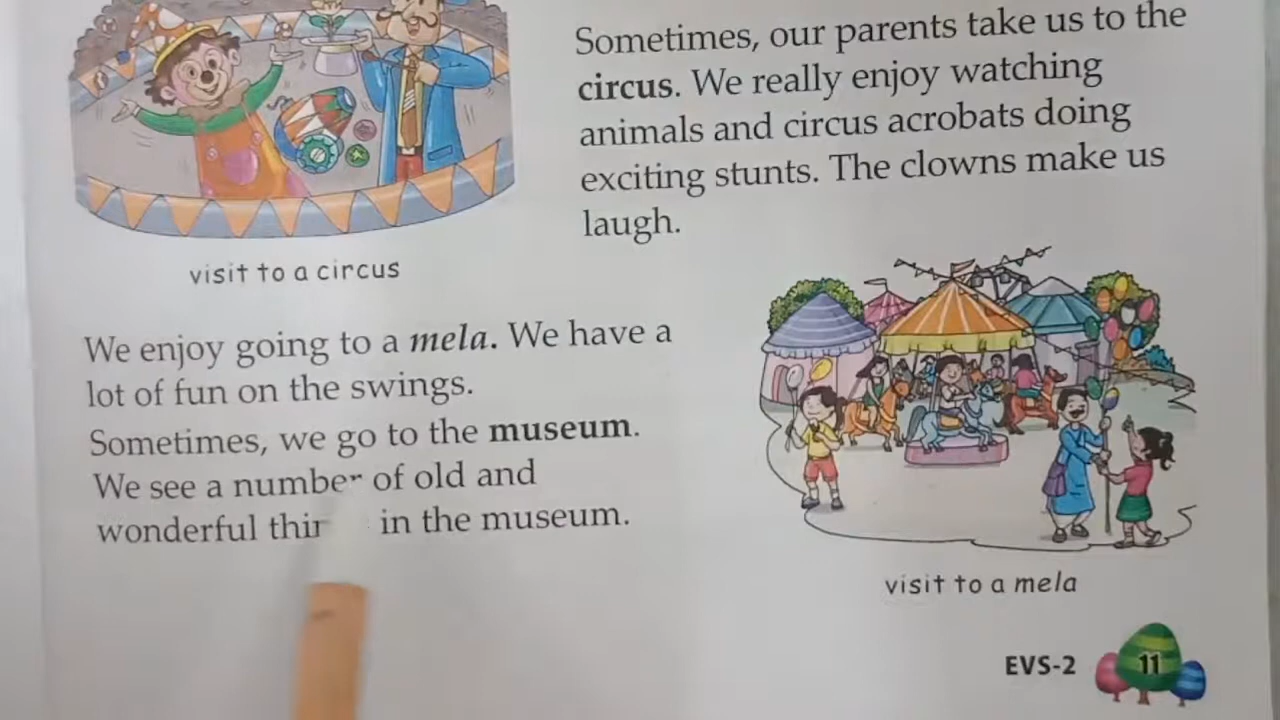 Sometimes, our parents take us to the
circus. We really enjoy watching
animals and circus acrobats doing
exciting stunts. The clowns make us
laugh.
visit to a circus
We enjoy going to a mela. We have a
lot of fun on the swings.
Sometimes, we go to the museum.
We see a number of old and
wonderful in the museum.
visit to a mela
EVS-2 11